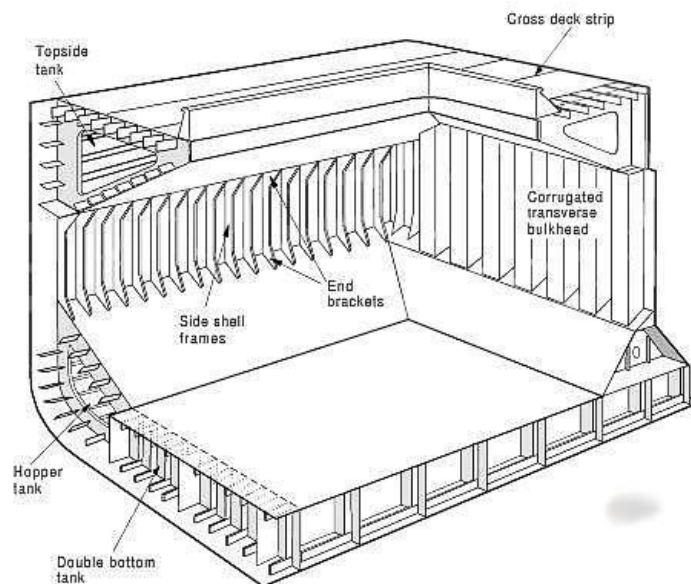 Cross deck strip
Topside
tank
Corrugated
transverse
bulkhead
End
brackets
Side shell
frames
Hopper
tank
Double bottom
tank